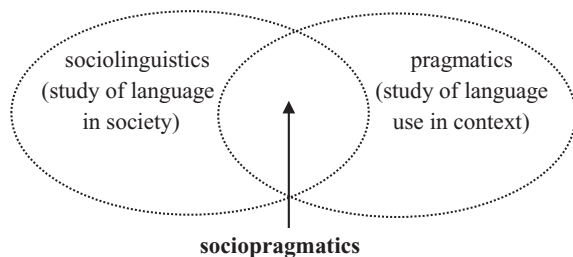 sociolinguistics
(study of language
in society)
pragmatics
(study of language
use in context)
sociopragmatics